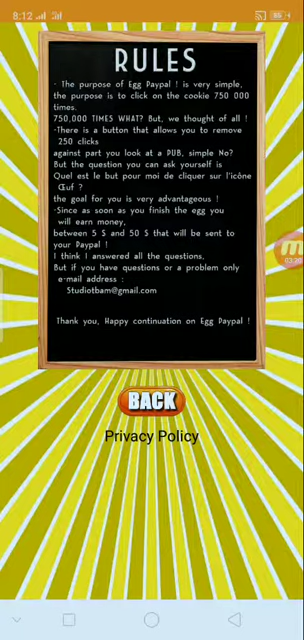 8:12
RULES
- The purpose of Egg Paypal ! is very simple,
the purpose is to click on the cookie 750 000
times.
750,000 TIMES WHAT? But, we thought of all !
-There is a button that allows you to remove
250 clicks
against part you look at a PUB, simple No?
But the question you can ask yourself is
Quel est le but pour moi de cliquer sur l'icône
Œuf ?
the goal for you is very advantageous !
-Since as soon as you finish the egg you
will earn money,
between 5 $ and 50 $ that will be sent to
your Paypal !
I think I answered all the questions,
But if you have questions or a problem only
e-mail address :
Studiotbam@gmail.com
Thank you, Happy continuation on Egg Paypal !
03:20
BACK
Privacy Policy